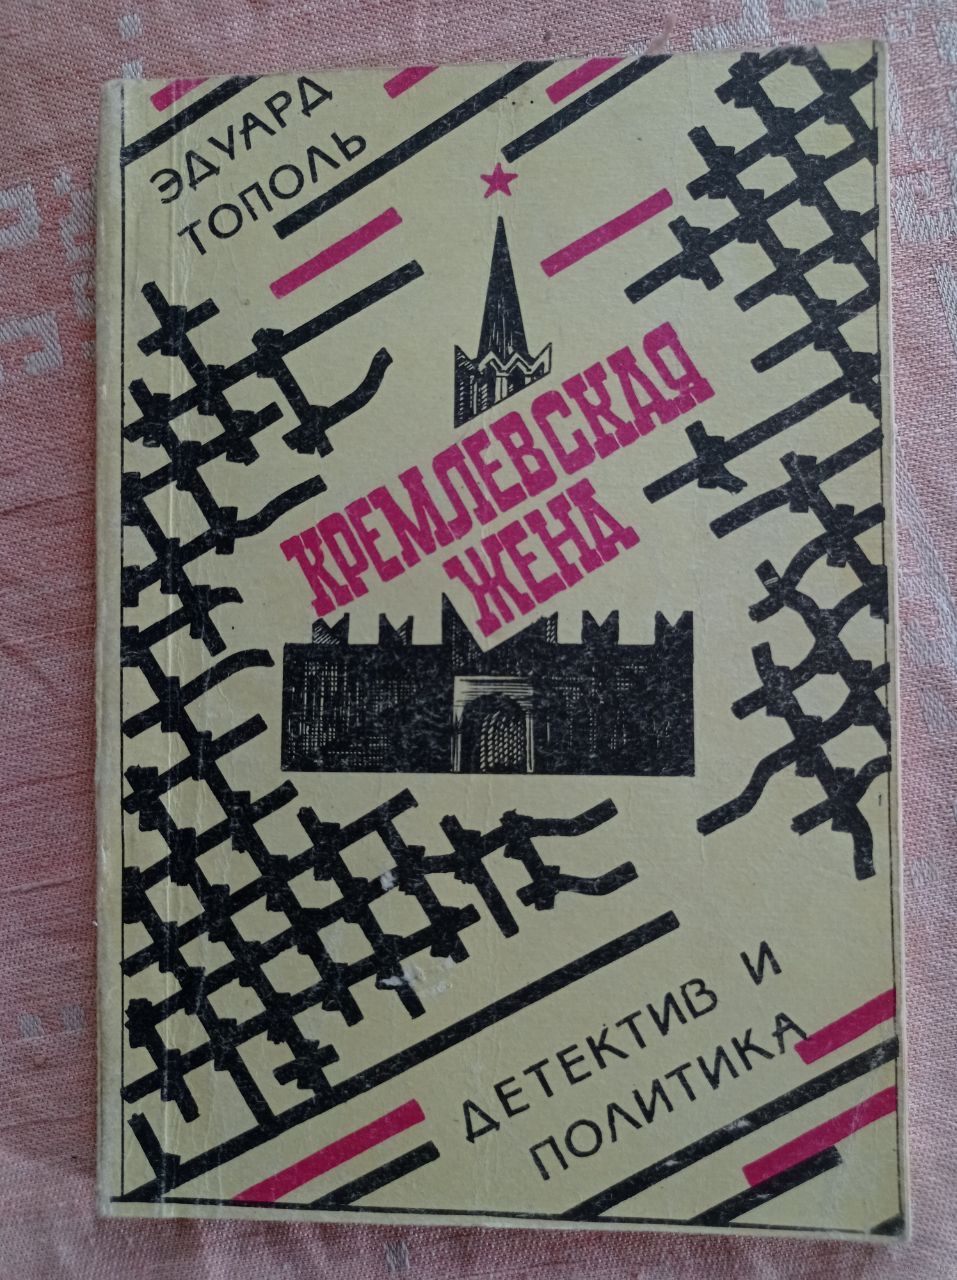 ЭДУАРД
ТОПОЛЬ
КРЕМЛЕВСКАЯ
ЖЕНА
ДЕТЕКТИВ И
ПОЛИТИКА